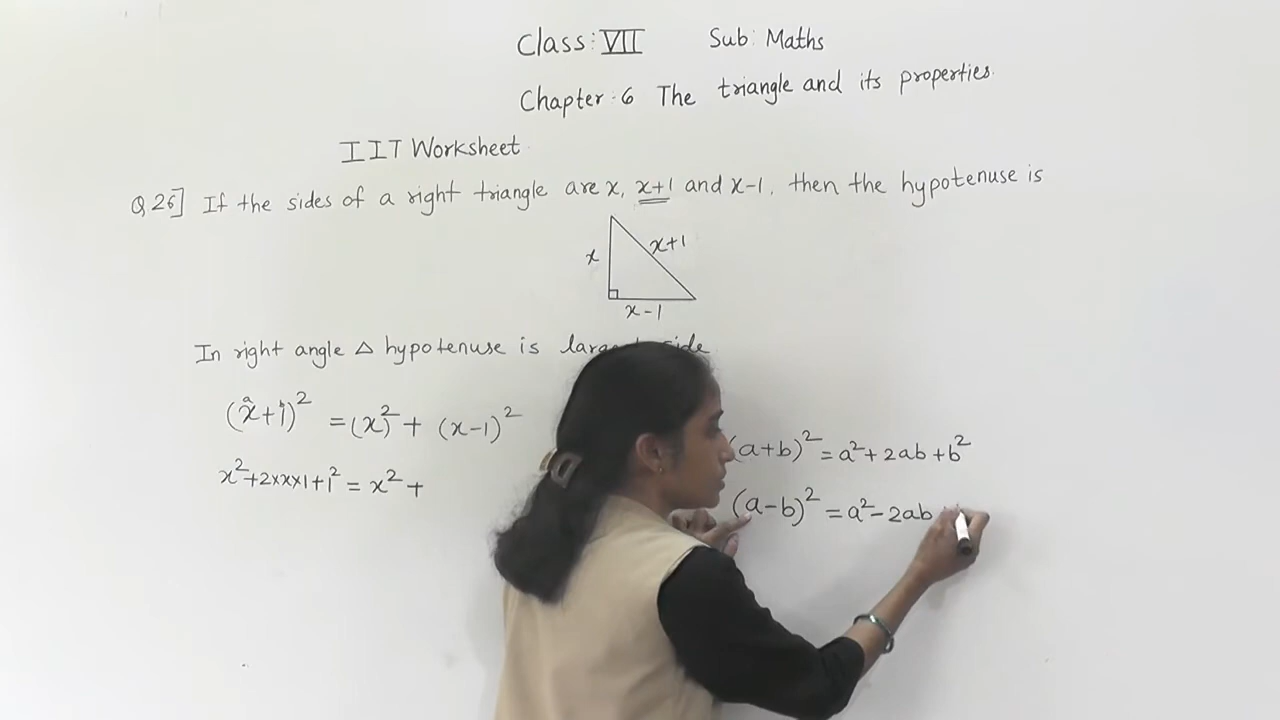 Class: VII Sub: Maths
Chapter: 6 The triangle and its properties.
IIT Worksheet
Q 26] If the sides of a right triangle are x, x+1 and x-1, then the hypotenuse is
x
x+1
x-1
In right angle △ hypotenuse is side
a
(x+1)² = (x)² + (x-1)²
(a+b)² = a² + 2ab + b²
x² + 2×x×1 + 1² = x² +
(a-b)² = a² - 2ab